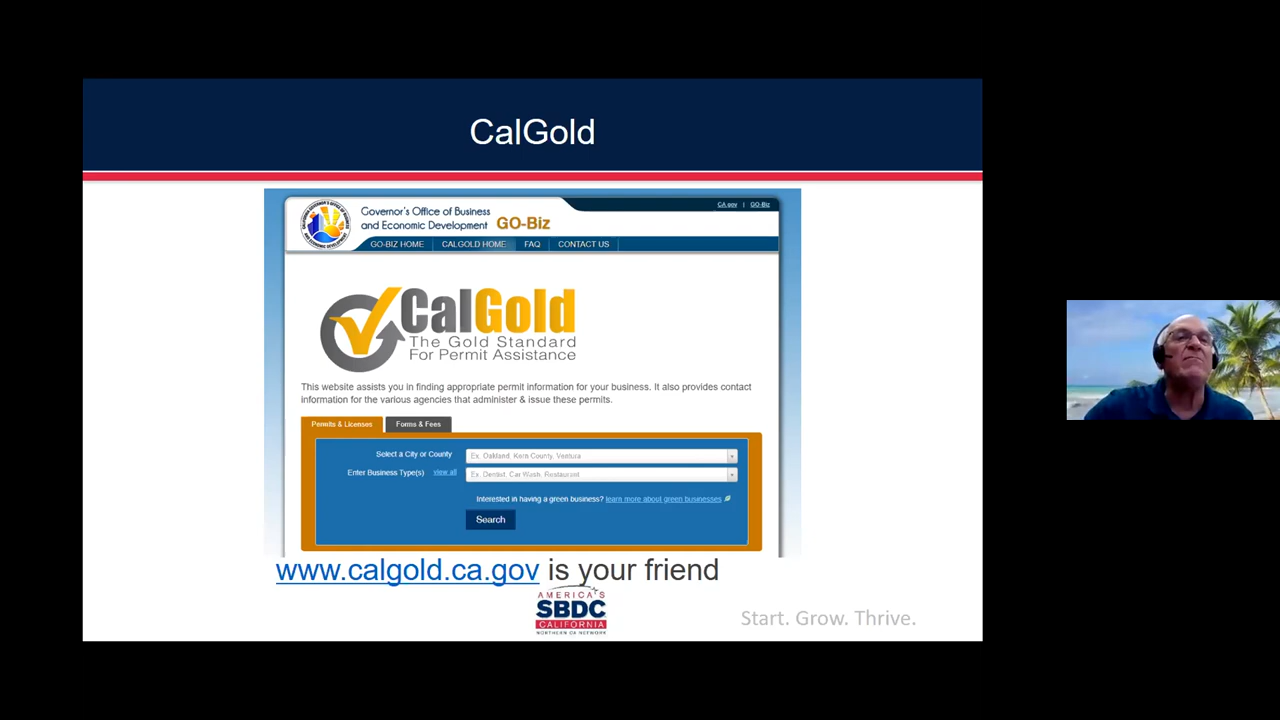 CalGold
Governor's Office of Business
and Economic Development GO-Biz
CA.gov | GO-Biz
GO-BIZ HOME CALGOLD HOME FAQ CONTACT US
CalGold
The Gold Standard
For Permit Assistance
This website assists you in finding appropriate permit information for your business. It also provides contact
information for the various agencies that administer & issue these permits.
Permits & Licenses Forms & Fees
Select a City or County Ex. Oakland, Kern County, Ventura
Enter Business Type(s) view all Ex. Dentist, Car Wash, Restaurant
Interested in having a green business? learn more about green businesses
Search
www.calgold.ca.gov is your friend
AMERICA'S
SBDC
CALIFORNIA
NORTHERN CA NETWORK
Start. Grow. Thrive.